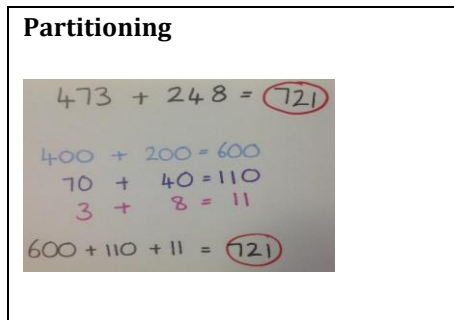 Partitioning
473 + 248 = 721
400 + 200 = 600
70 + 40 = 110
3 + 8 = 11
600 + 110 + 11 = 721